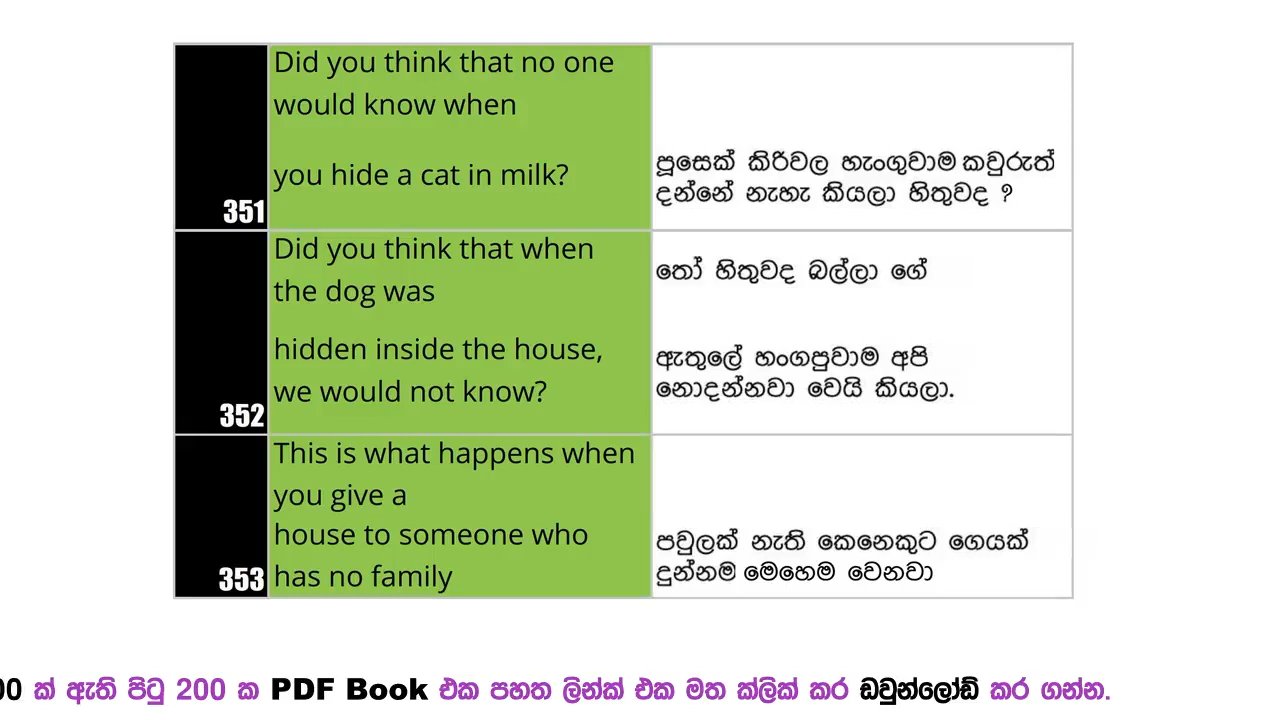 Did you think that no one
would know when
you hide a cat in milk?
පූසෙක් කිරිවල හැංගුවාම කවුරුත්
දන්නේ නැහැ කියලා හිතුවද ?
351
Did you think that when
the dog was
hidden inside the house,
we would not know?
තෝ හිතුවද බල්ලා ගේ
ඇතුලේ හංගපුවාම අපි
නොදන්නවා වෙයි කියලා.
352
This is what happens when
you give a
house to someone who
has no family
පවුලක් නැති කෙනෙකුට ගෙයක්
දුන්නම මෙහෙම වෙනවා
353
00 ක් ඇති පිටු 200 ක PDF Book එක පහත ලින්ක් එක මත ක්ලික් කර ඩවුන්ලෝඩ් කර ගන්න.